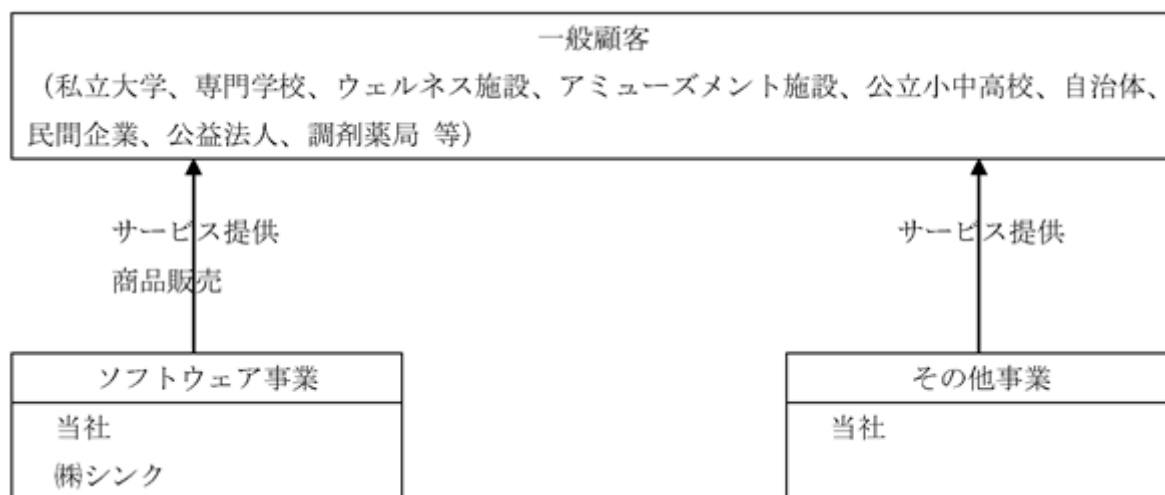 一般顧客
(私立大学、専門学校、ウェルネス施設、アミューズメント施設、公立小中高校、自治体、
民間企業、公益法人、調剤薬局 等)
サービス提供
商品販売
サービス提供
ソフトウェア事業
当社
㈱シンク
その他事業
当社